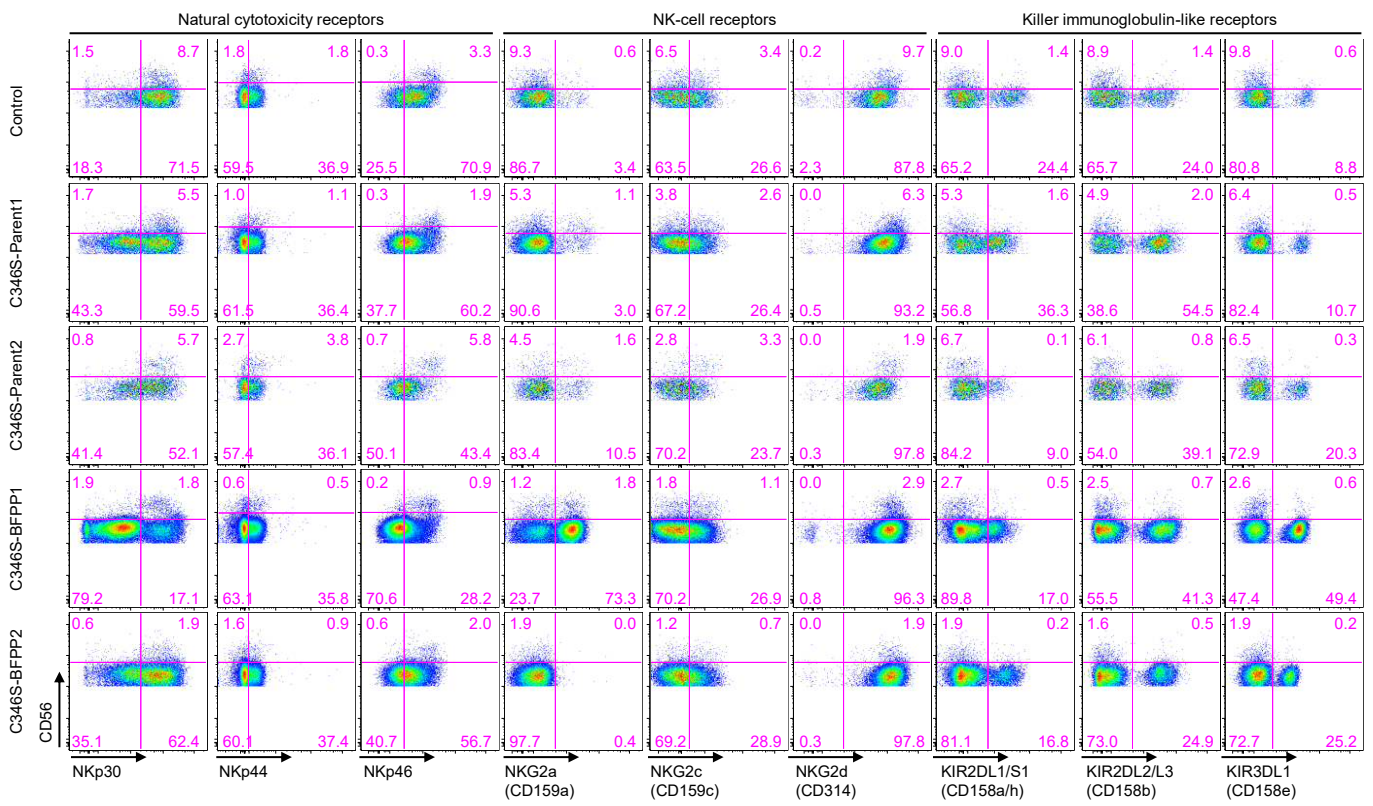 Natural cytotoxicity receptors NK-cell receptors Killer immunoglobulin-like receptors
Control
1.5 8.7 1.8 1.8 0.3 3.3 9.3 0.6 6.5 3.4 0.2 9.7 9.0 1.4 8.9 1.4 9.8 0.6
18.3 71.5 59.5 36.9 25.5 70.9 86.7 3.4 63.5 26.6 2.3 87.8 65.2 24.4 65.7 24.0 80.8 8.8
C346S-Parent1
1.7 5.5 1.0 1.1 0.3 1.9 5.3 1.1 3.8 2.6 0.0 6.3 5.3 1.6 4.9 2.0 6.4 0.5
43.3 59.5 61.5 36.4 37.7 60.2 90.6 3.0 67.2 26.4 0.5 93.2 56.8 36.3 38.6 54.5 82.4 10.7
C346S-Parent2
0.8 5.7 2.7 3.8 0.7 5.8 4.5 1.6 2.8 3.3 0.0 1.9 6.7 0.1 6.1 0.8 6.5 0.3
41.4 52.1 57.4 36.1 50.1 43.4 83.4 10.5 70.2 23.7 0.3 97.8 84.2 9.0 54.0 39.1 72.9 20.3
C346S-BFPP1
1.9 1.8 0.6 0.5 0.2 0.9 1.2 1.8 1.8 1.1 0.0 2.9 2.7 0.5 2.5 0.7 2.6 0.6
79.2 17.1 63.1 35.8 70.6 28.2 23.7 73.3 70.2 26.9 0.8 96.3 89.8 17.0 55.5 41.3 47.4 49.4
C346S-BFPP2
0.6 1.9 1.6 0.9 0.6 2.0 1.9 0.0 1.2 0.7 0.0 1.9 1.9 0.2 1.6 0.5 1.9 0.2
35.1 62.4 60.1 37.4 40.7 56.7 97.7 0.4 69.2 28.9 0.3 97.8 81.1 16.8 73.0 24.9 72.7 25.2
CD56
NKp30 NKp44 NKp46 NKG2a NKG2c NKG2d KIR2DL1/S1 KIR2DL2/L3 KIR3DL1
(CD159a) (CD159c) (CD314) (CD158a/h) (CD158b) (CD158e)